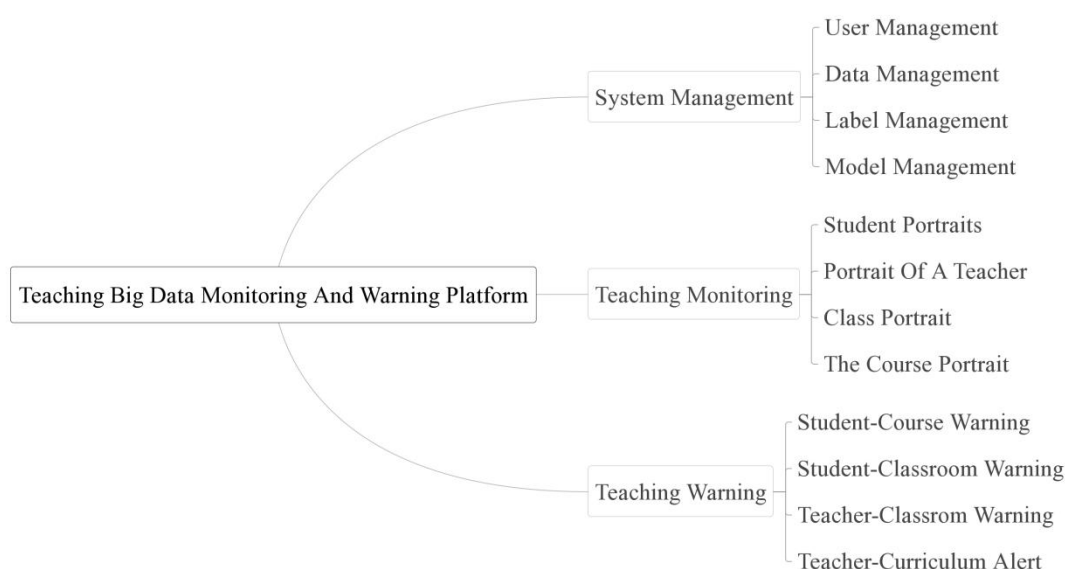 Teaching Big Data Monitoring And Warning Platform
System Management
User Management
Data Management
Label Management
Model Management
Teaching Monitoring
Student Portraits
Portrait Of A Teacher
Class Portrait
The Course Portrait
Teaching Warning
Student-Course Warning
Student-Classroom Warning
Teacher-Classrom Warning
Teacher-Curriculum Alert